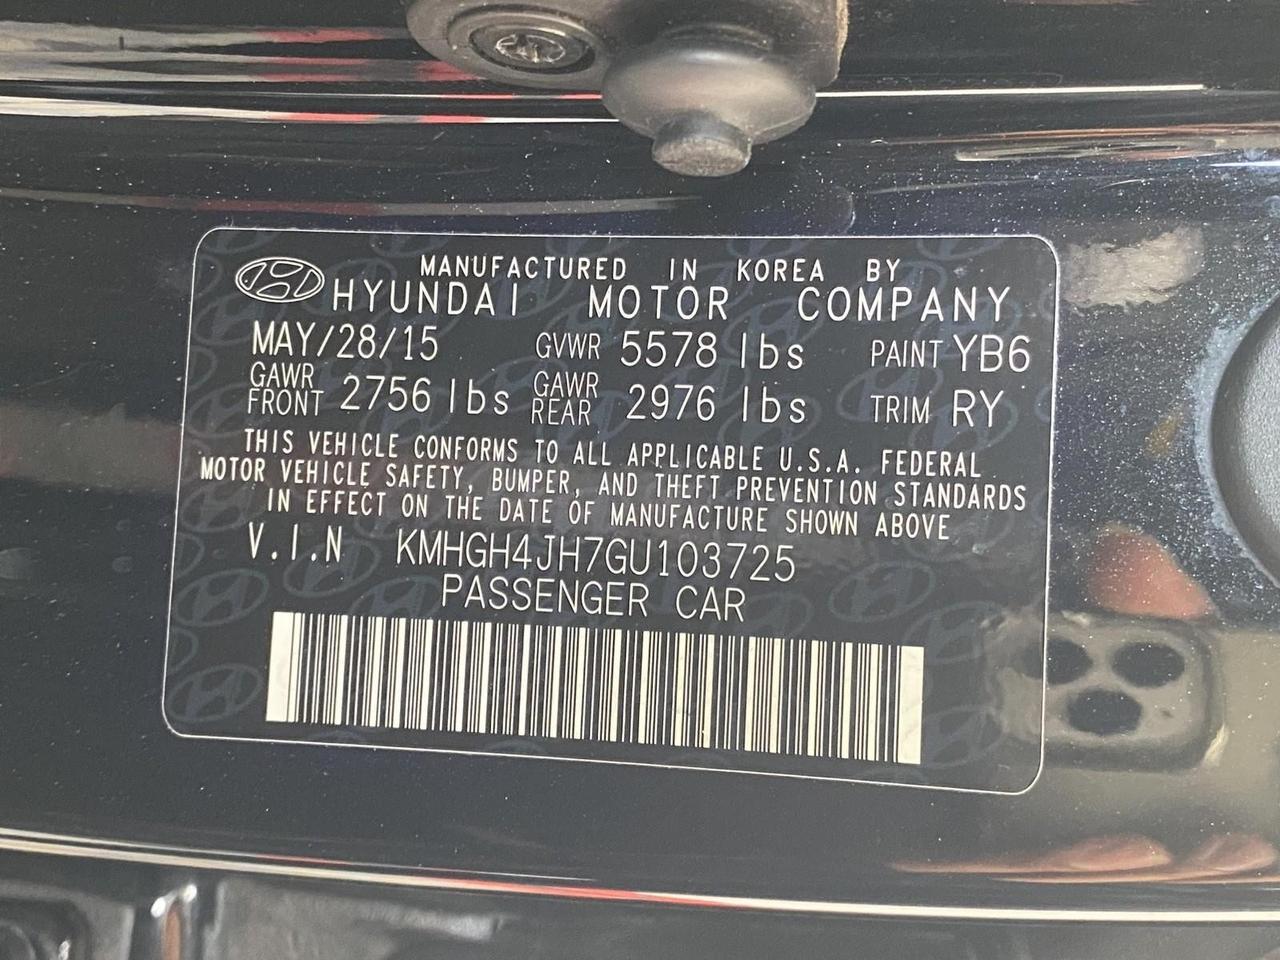 MANUFACTURED IN KOREA BY
HYUNDAI MOTOR COMPANY
MAY/28/15 GVWR 5578 lbs PAINT YB6
GAWR FRONT 2756 lbs GAWR REAR 2976 lbs TRIM RY
THIS VEHICLE CONFORMS TO ALL APPLICABLE U.S.A. FEDERAL
MOTOR VEHICLE SAFETY, BUMPER, AND THEFT PREVENTION STANDARDS
IN EFFECT ON THE DATE OF MANUFACTURE SHOWN ABOVE
V.I.N KMHGH4JH7GU103725
PASSENGER CAR